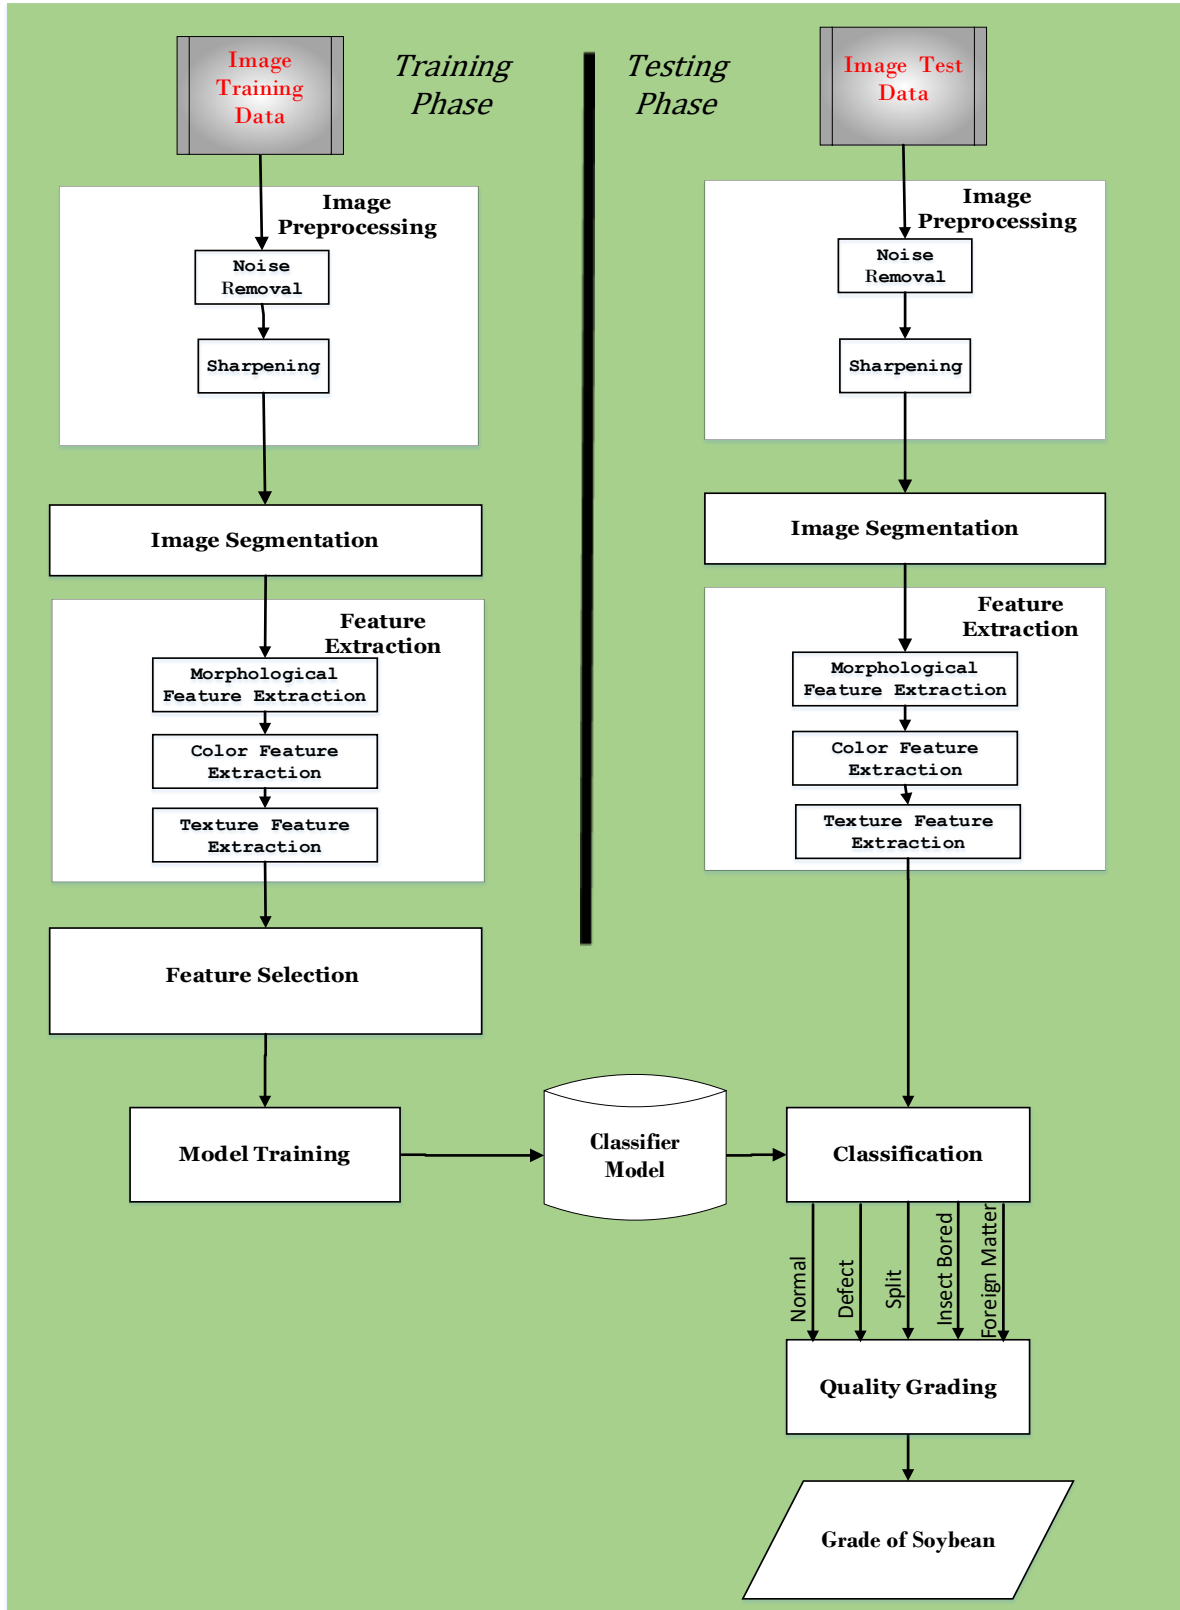 Image
Training
Data
Training
Phase
Image
Preprocessing
Noise
Removal
Sharpening
Image Segmentation
Feature
Extraction
Morphological
Feature Extraction
Color Feature
Extraction
Texture Feature
Extraction
Feature Selection
Model Training
Classifier
Model
Testing
Phase
Image Test
Data
Image
Preprocessing
Noise
Removal
Sharpening
Image Segmentation
Feature
Extraction
Morphological
Feature Extraction
Color Feature
Extraction
Texture Feature
Extraction
Classification
Normal
Defect
Split
Insect Bored
Foreign Matter
Quality Grading
Grade of Soybean